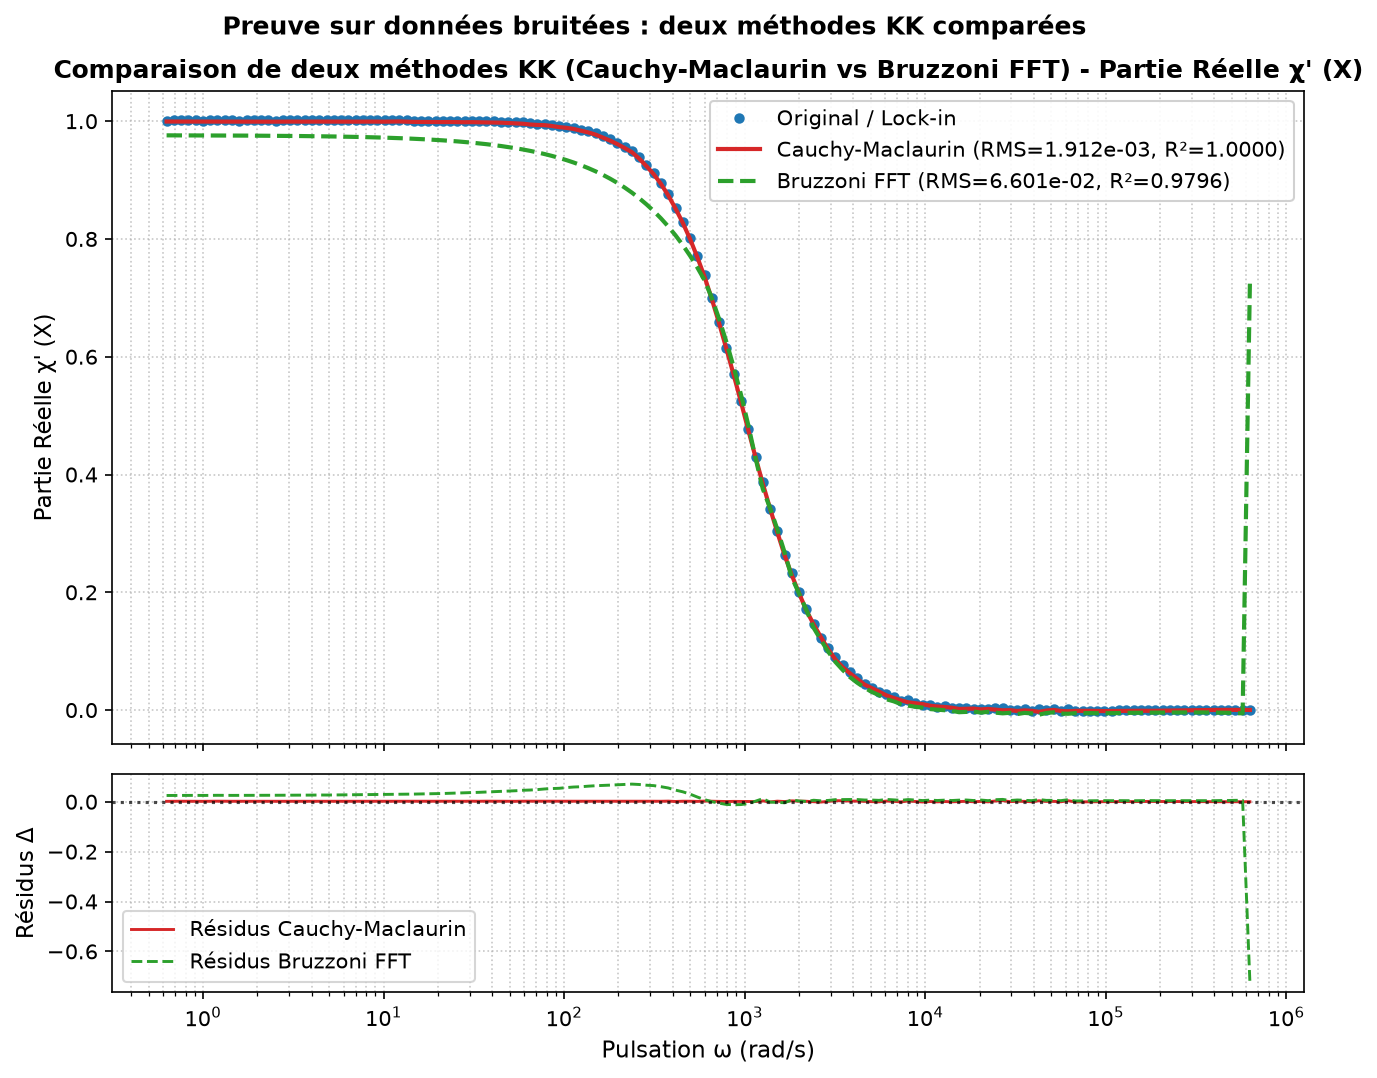 Preuve sur données bruitées : deux méthodes KK comparées
Comparaison de deux méthodes KK (Cauchy-Maclaurin vs Bruzzoni FFT) - Partie Réelle χ' (X)
Original / Lock-in
Cauchy-Maclaurin (RMS=1.912e-03, R²=1.0000)
Bruzzoni FFT (RMS=6.601e-02, R²=0.9796)
Partie Réelle χ' (X)
1.0
0.8
0.6
0.4
0.2
0.0
Résidus Δ
0.0
−0.2
−0.4
−0.6
Résidus Cauchy-Maclaurin
Résidus Bruzzoni FFT
10⁰ 10¹ 10² 10³ 10⁴ 10⁵ 10⁶
Pulsation ω (rad/s)